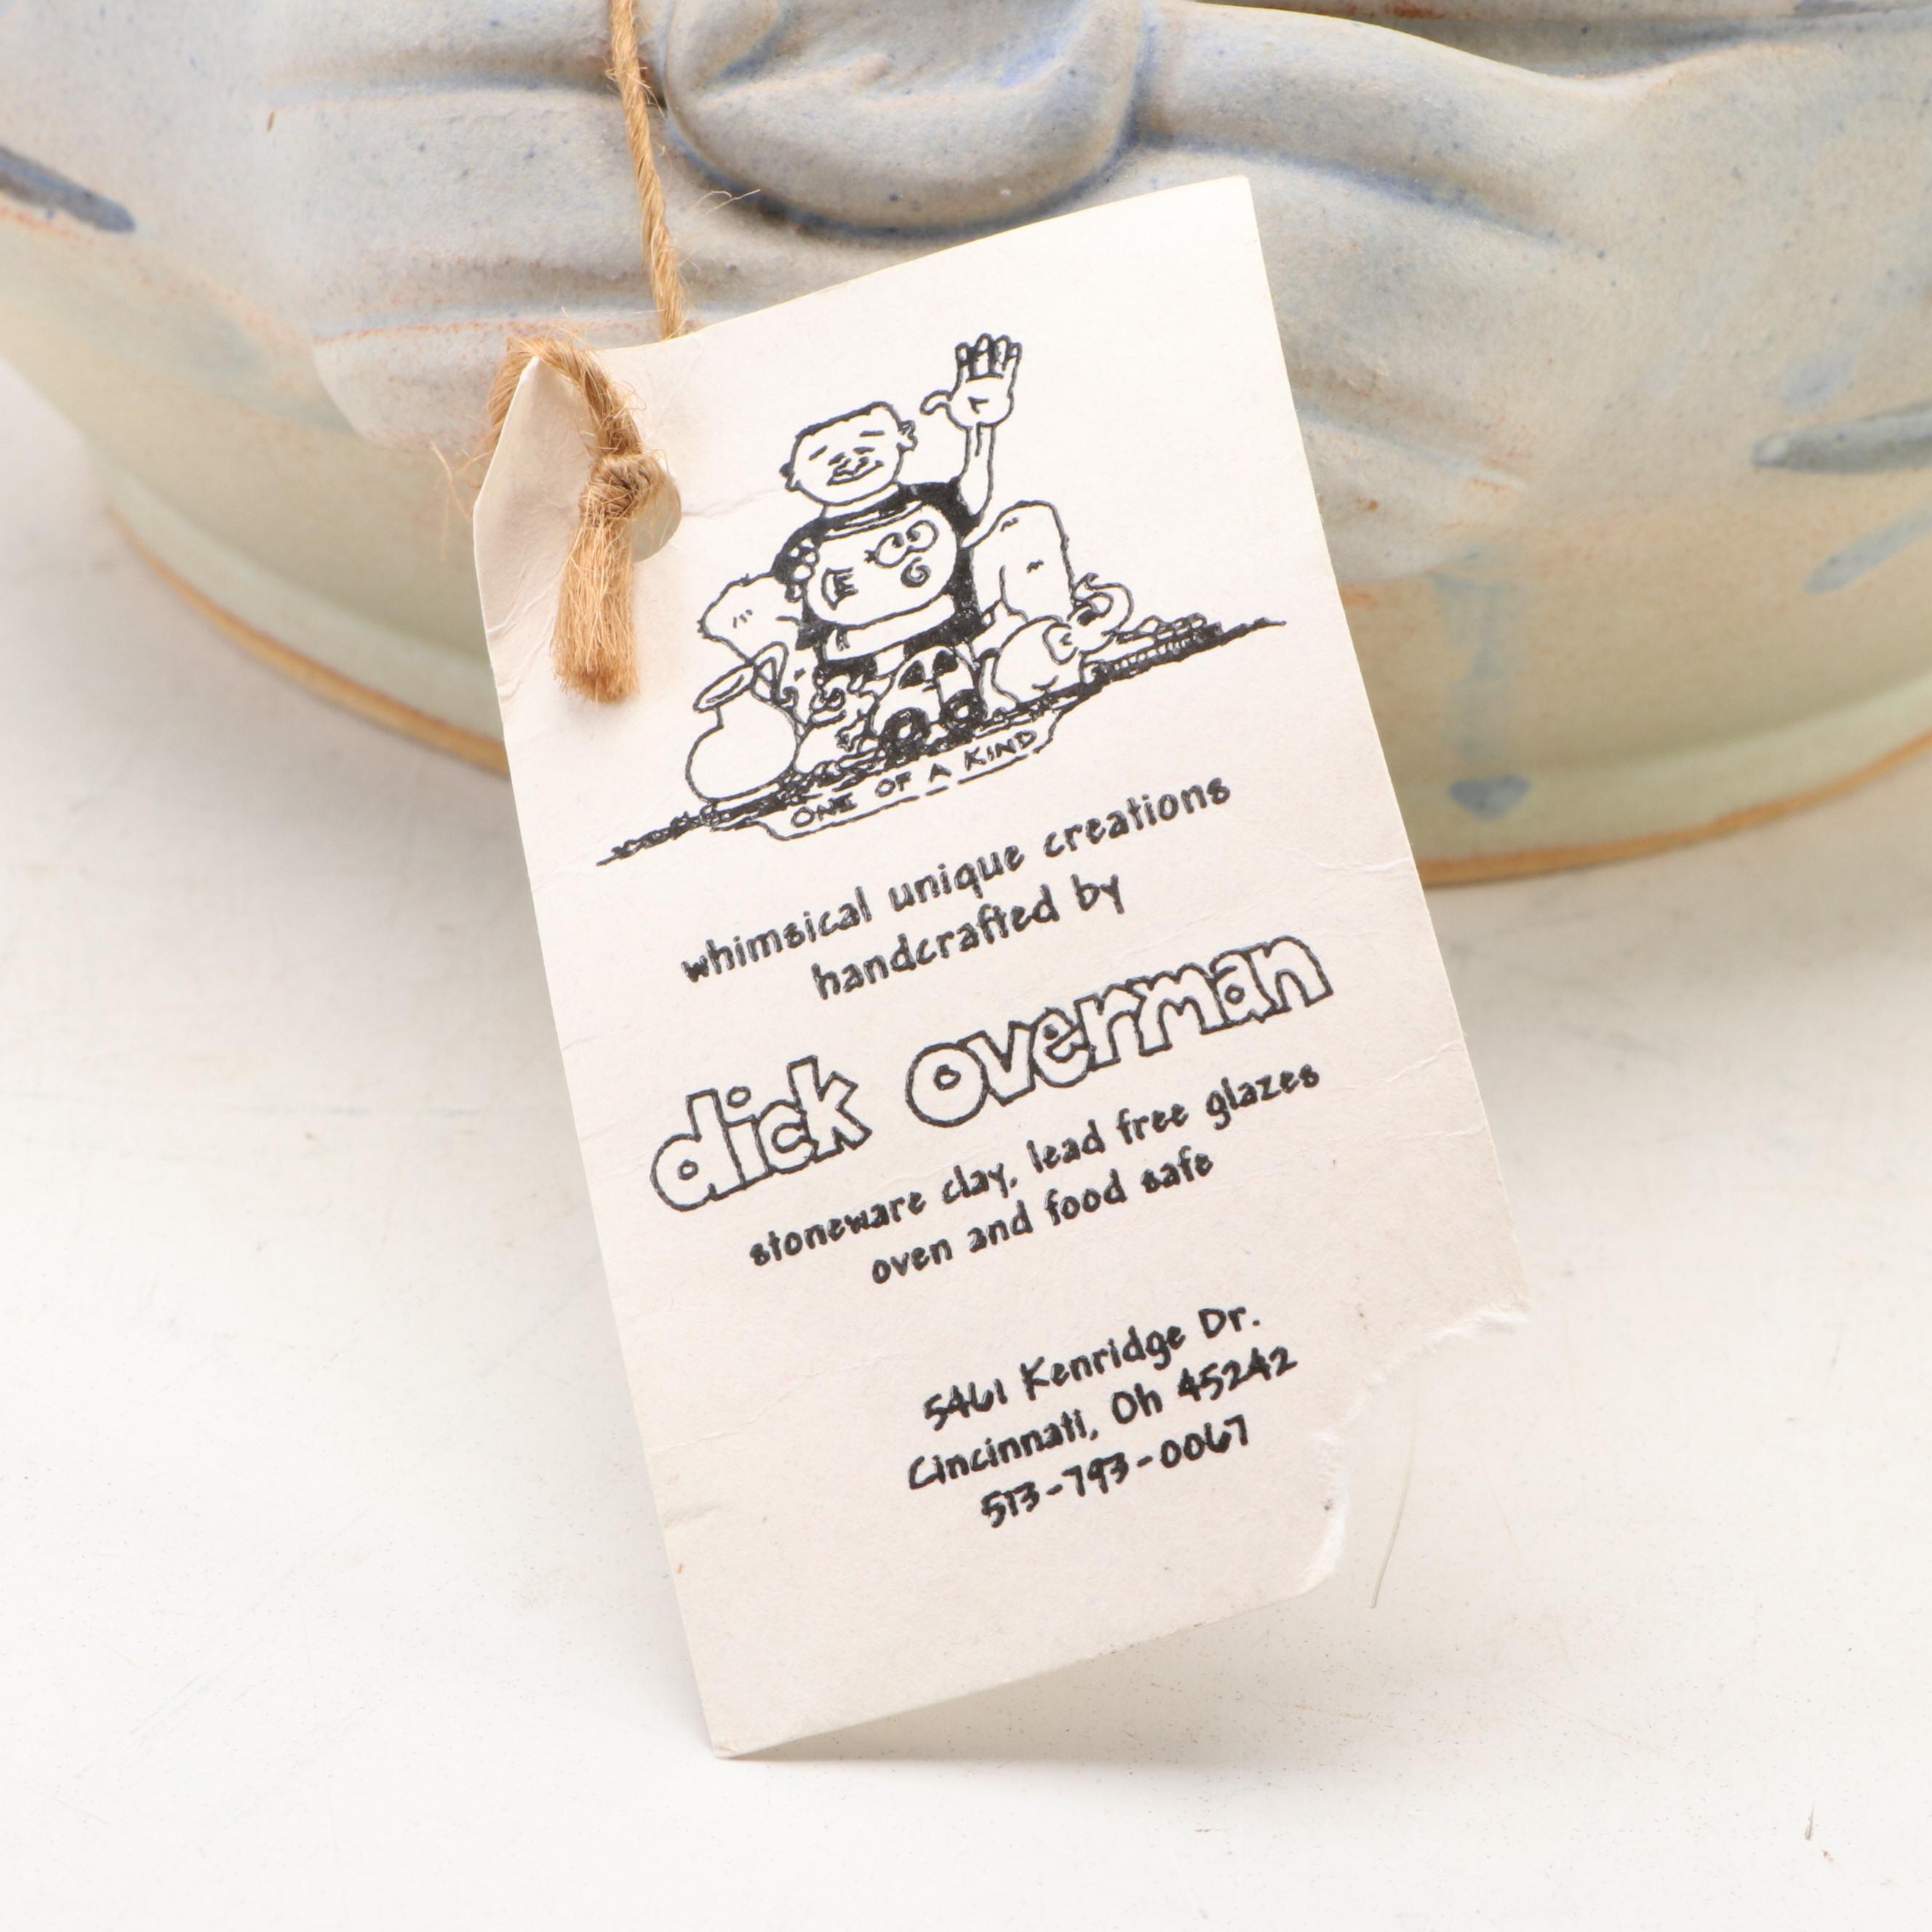 ONE OF A KIND
whimsical unique creations
handcrafted by
dick overman
stoneware clay, lead free glazes
oven and food safe
5461 Kenridge Dr.
Cincinnati, Oh 45242
513-793-0067